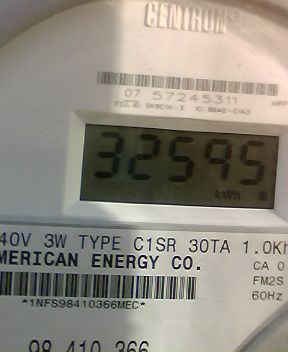 CENTRON
07 57245311
32595
kWh
40V 3W TYPE C1SR 30TA 1.0Kh
MERICAN ENERGY CO.
CA 0
FM2S
*1NFS98410366MEC*
60Hz
98 410 366